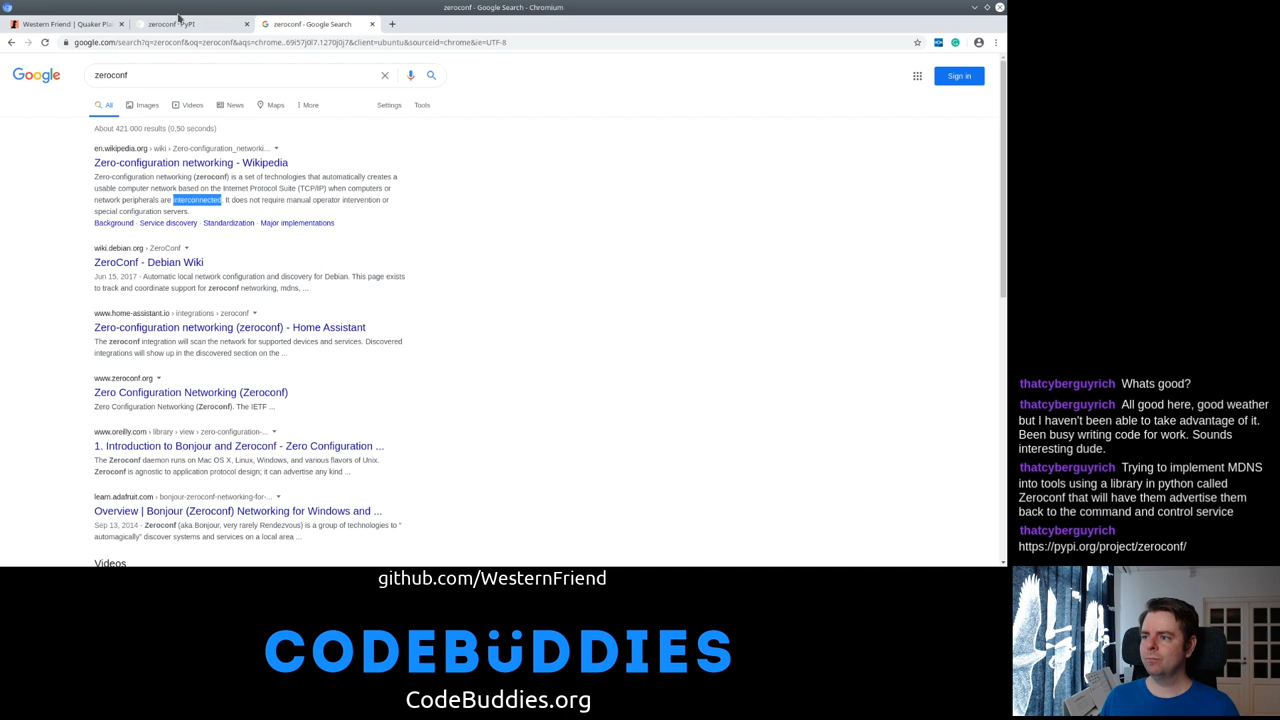 zeroconf - Google Search - Chromium
Western Friend | Quaker Pla
zeroconf · PyPI
zeroconf - Google Search
google.com/search?q=zeroconf&oq=zeroconf&aqs=chrome..69i57j0l7.1270j0j7&client=ubuntu&sourceid=chrome&ie=UTF-8
Google
zeroconf
Sign in
All Images Videos News Maps More Settings Tools
About 421 000 results (0,50 seconds)
en.wikipedia.org › wiki › Zero-configuration_networki...
Zero-configuration networking - Wikipedia
Zero-configuration networking (zeroconf) is a set of technologies that automatically creates a
usable computer network based on the Internet Protocol Suite (TCP/IP) when computers or
network peripherals are interconnected. It does not require manual operator intervention or
special configuration servers.
Background · Service discovery · Standardization · Major implementations
wiki.debian.org › ZeroConf
ZeroConf - Debian Wiki
Jun 15, 2017 - Automatic local network configuration and discovery for Debian. This page exists
to track and coordinate support for zeroconf networking, mdns, ...
www.home-assistant.io › integrations › zeroconf
Zero-configuration networking (zeroconf) - Home Assistant
The zeroconf integration will scan the network for supported devices and services. Discovered
integrations will show up in the discovered section on the ...
www.zeroconf.org
Zero Configuration Networking (Zeroconf)
Zero Configuration Networking (Zeroconf). The IETF ...
www.oreilly.com › library › view › zero-configuration-...
1. Introduction to Bonjour and Zeroconf - Zero Configuration ...
The Zeroconf daemon runs on Mac OS X, Linux, Windows, and various flavors of Unix.
Zeroconf is agnostic to application protocol design; it can advertise any kind ...
learn.adafruit.com › bonjour-zeroconf-networking-for-...
Overview | Bonjour (Zeroconf) Networking for Windows and ...
Sep 13, 2014 - Zeroconf (aka Bonjour, very rarely Rendezvous) is a group of technologies to "
automagically" discover systems and services on a local area ...
Videos
thatcyberguyrich Whats good?
thatcyberguyrich All good here, good weather
but I haven't been able to take advantage of it.
Been busy writing code for work. Sounds
interesting dude.
thatcyberguyrich Trying to implement MDNS
into tools using a library in python called
Zeroconf that will have them advertise them
back to the command and control service
thatcyberguyrich
https://pypi.org/project/zeroconf/
github.com/WesternFriend
CODEBüDDIES
CodeBuddies.org